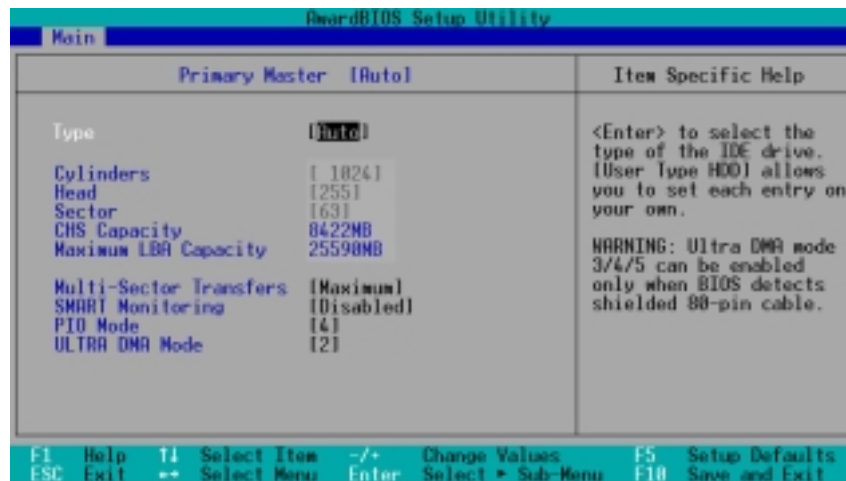 AwardBIOS Setup Utility
Main
Primary Master [Auto]
Item Specific Help
Type [Auto]
Cylinders [ 1024]
Head [255]
Sector [63]
CHS Capacity 8422MB
Maximum LBA Capacity 25590MB
Multi-Sector Transfers [Maximum]
SMART Monitoring [Disabled]
PIO Mode [4]
ULTRA DMA Mode [2]
<Enter> to select the
type of the IDE drive.
[User Type HDD] allows
you to set each entry on
your own.
WARNING: Ultra DMA mode
3/4/5 can be enabled
only when BIOS detects
shielded 80-pin cable.
F1 Help ↑↓ Select Item -/+ Change Values F5 Setup Defaults
ESC Exit ←→ Select Menu Enter Select ► Sub-Menu F10 Save and Exit